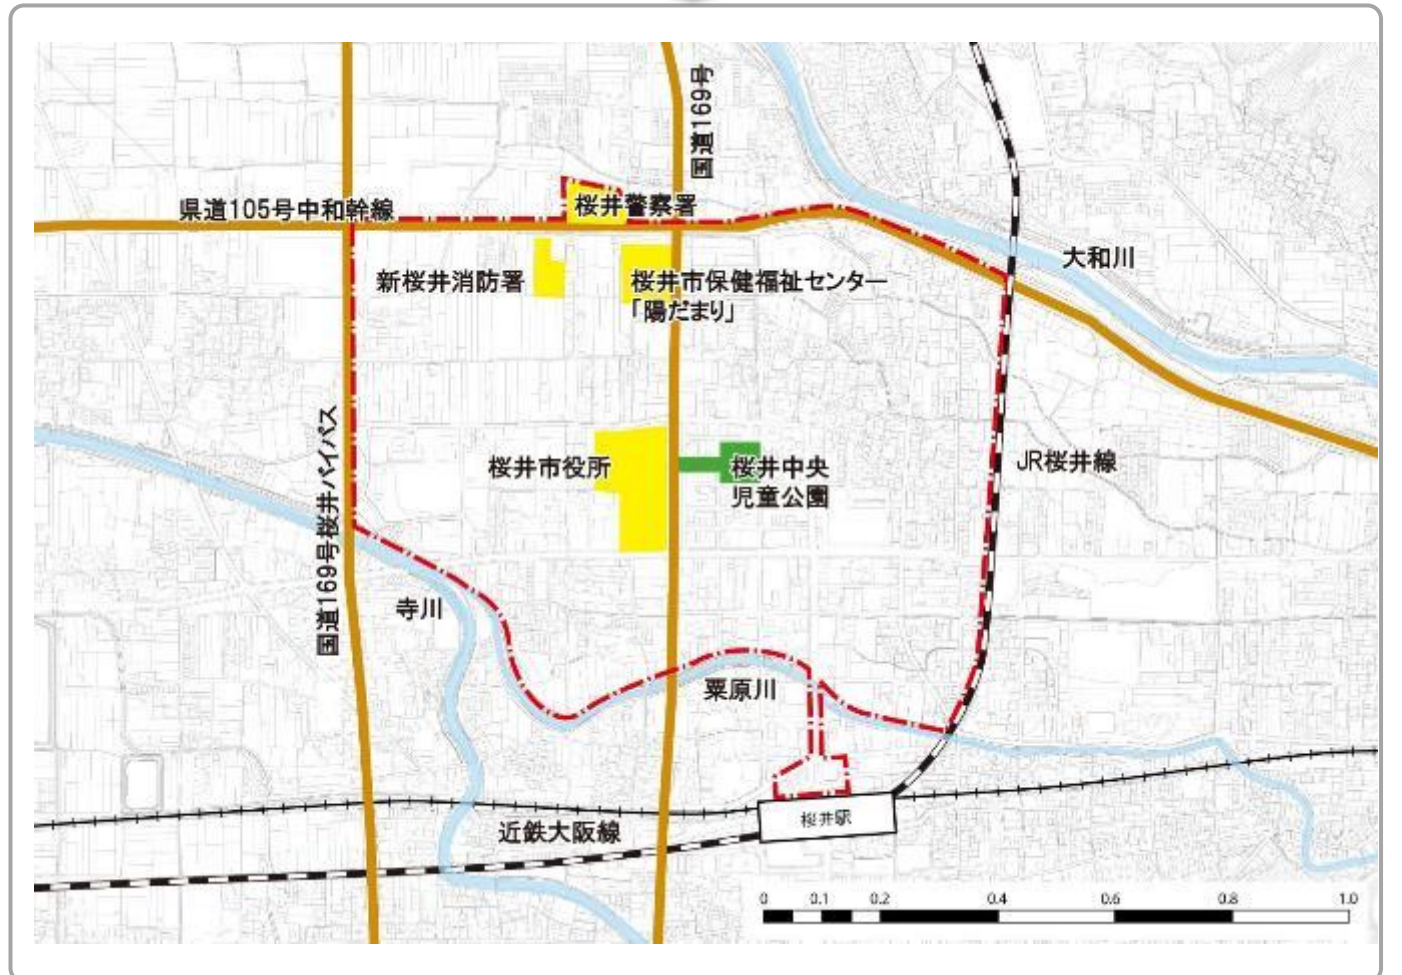 国道169号
県道105号中和幹線
桜井警察署
大和川
新桜井消防署
桜井市保健福祉センター
「陽だまり」
国道169号桜井バイパス
桜井市役所
桜井中央
児童公園
JR桜井線
寺川
粟原川
桜井駅
近鉄大阪線
0 0.1 0.2 0.4 0.6 0.8 1.0